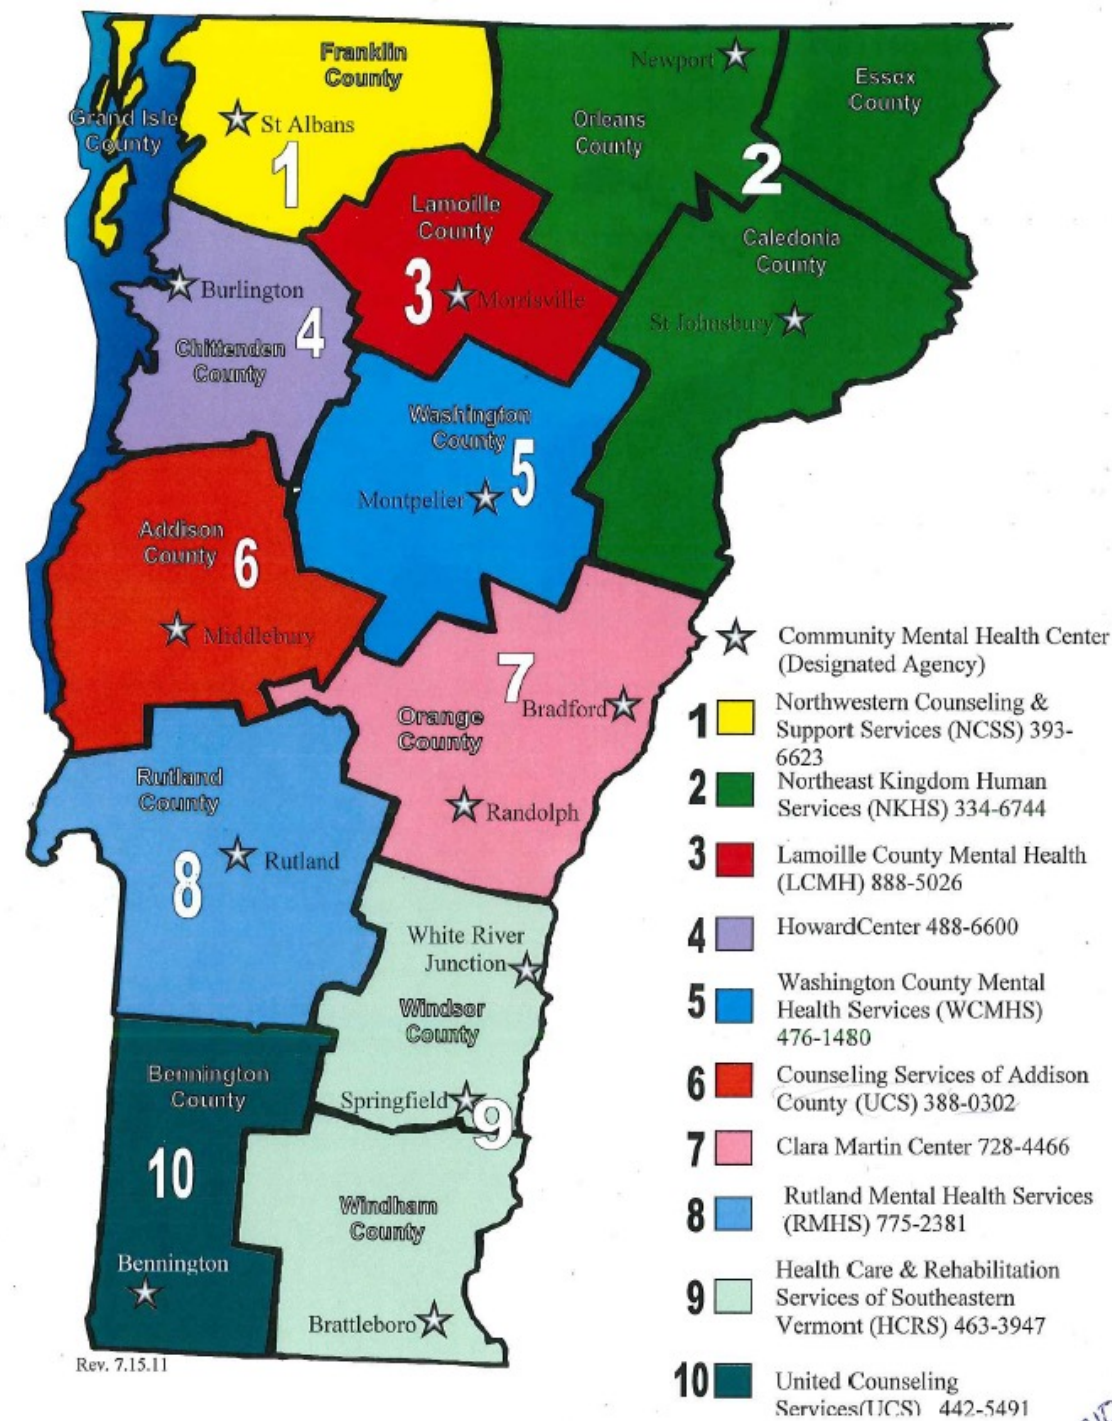 Franklin
County
Newport
Essex
County
Grand Isle
County
St Albans
Orleans
County
1
2
Lamoille
County
Caledonia
County
3
Morrisville
Burlington
4
St Johnsbury
Chittenden
County
Washington
County
5
Montpelier
Addison
County
6
Middlebury
7
Bradford
Orange
County
Randolph
Rutland
County
8
Rutland
White River
Junction
Windsor
County
Springfield
9
Bennington
County
10
Windham
County
Bennington
Brattleboro
Rev. 7.15.11
Community Mental Health Center
(Designated Agency)
1 Northwestern Counseling &
Support Services (NCSS) 393-
6623
2 Northeast Kingdom Human
Services (NKHS) 334-6744
3 Lamoille County Mental Health
(LCMH) 888-5026
4 HowardCenter 488-6600
5 Washington County Mental
Health Services (WCMHS)
476-1480
6 Counseling Services of Addison
County (UCS) 388-0302
7 Clara Martin Center 728-4466
8 Rutland Mental Health Services
(RMHS) 775-2381
9 Health Care & Rehabilitation
Services of Southeastern
Vermont (HCRS) 463-3947
10 United Counseling
Services(UCS) 442-5491